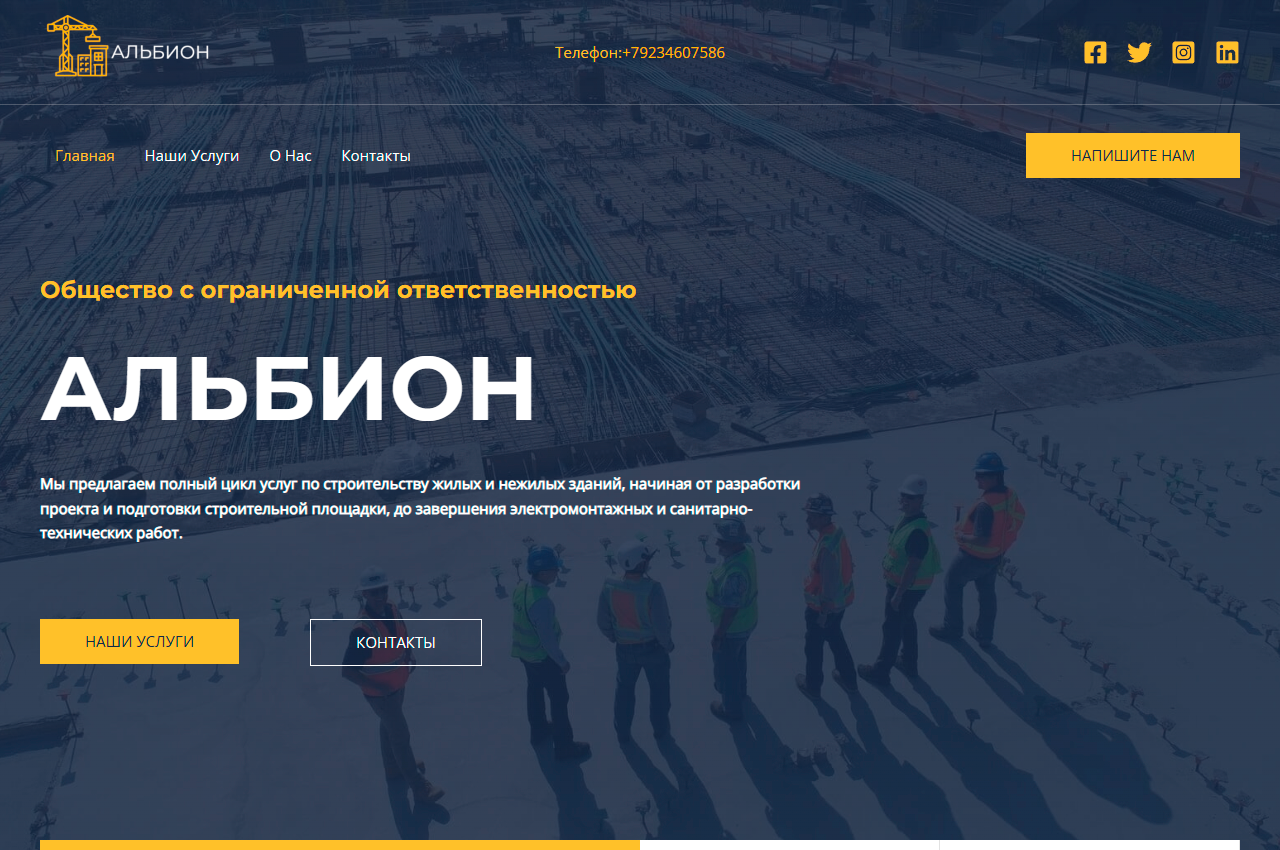 АЛЬБИОН
Телефон:+79234607586
Главная
Наши Услуги
О Нас
Контакты
НАПИШИТЕ НАМ
Общество с ограниченной ответственностью
АЛЬБИОН
Мы предлагаем полный цикл услуг по строительству жилых и нежилых зданий, начиная от разработки
проекта и подготовки строительной площадки, до завершения электромонтажных и санитарно-
технических работ.
НАШИ УСЛУГИ
КОНТАКТЫ